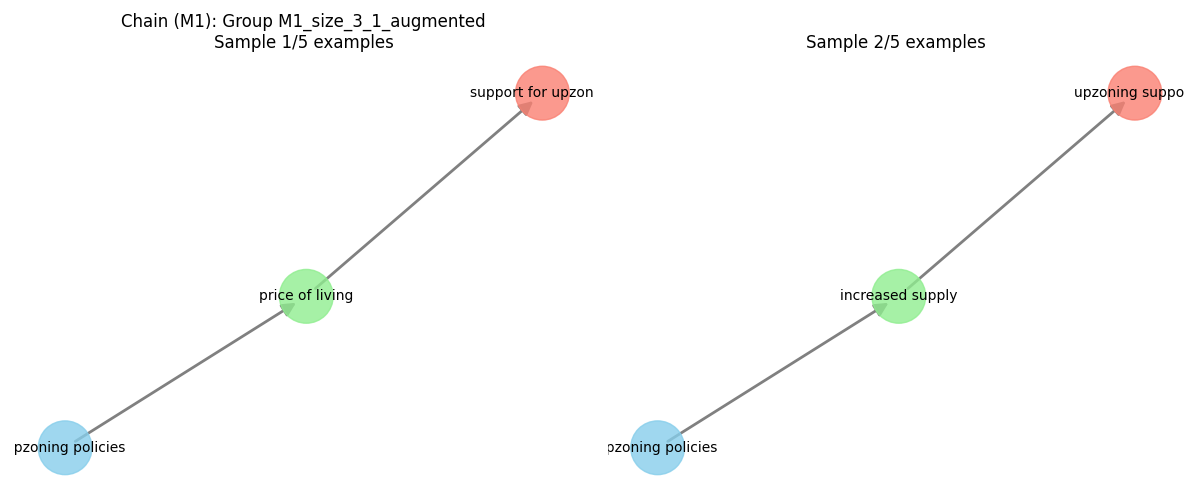 Chain (M1): Group M1_size_3_1_augmented
Sample 1/5 examples
Sample 2/5 examples
support for upzon
upzoning suppo
price of living
increased supply
pzoning policies
pzoning policies